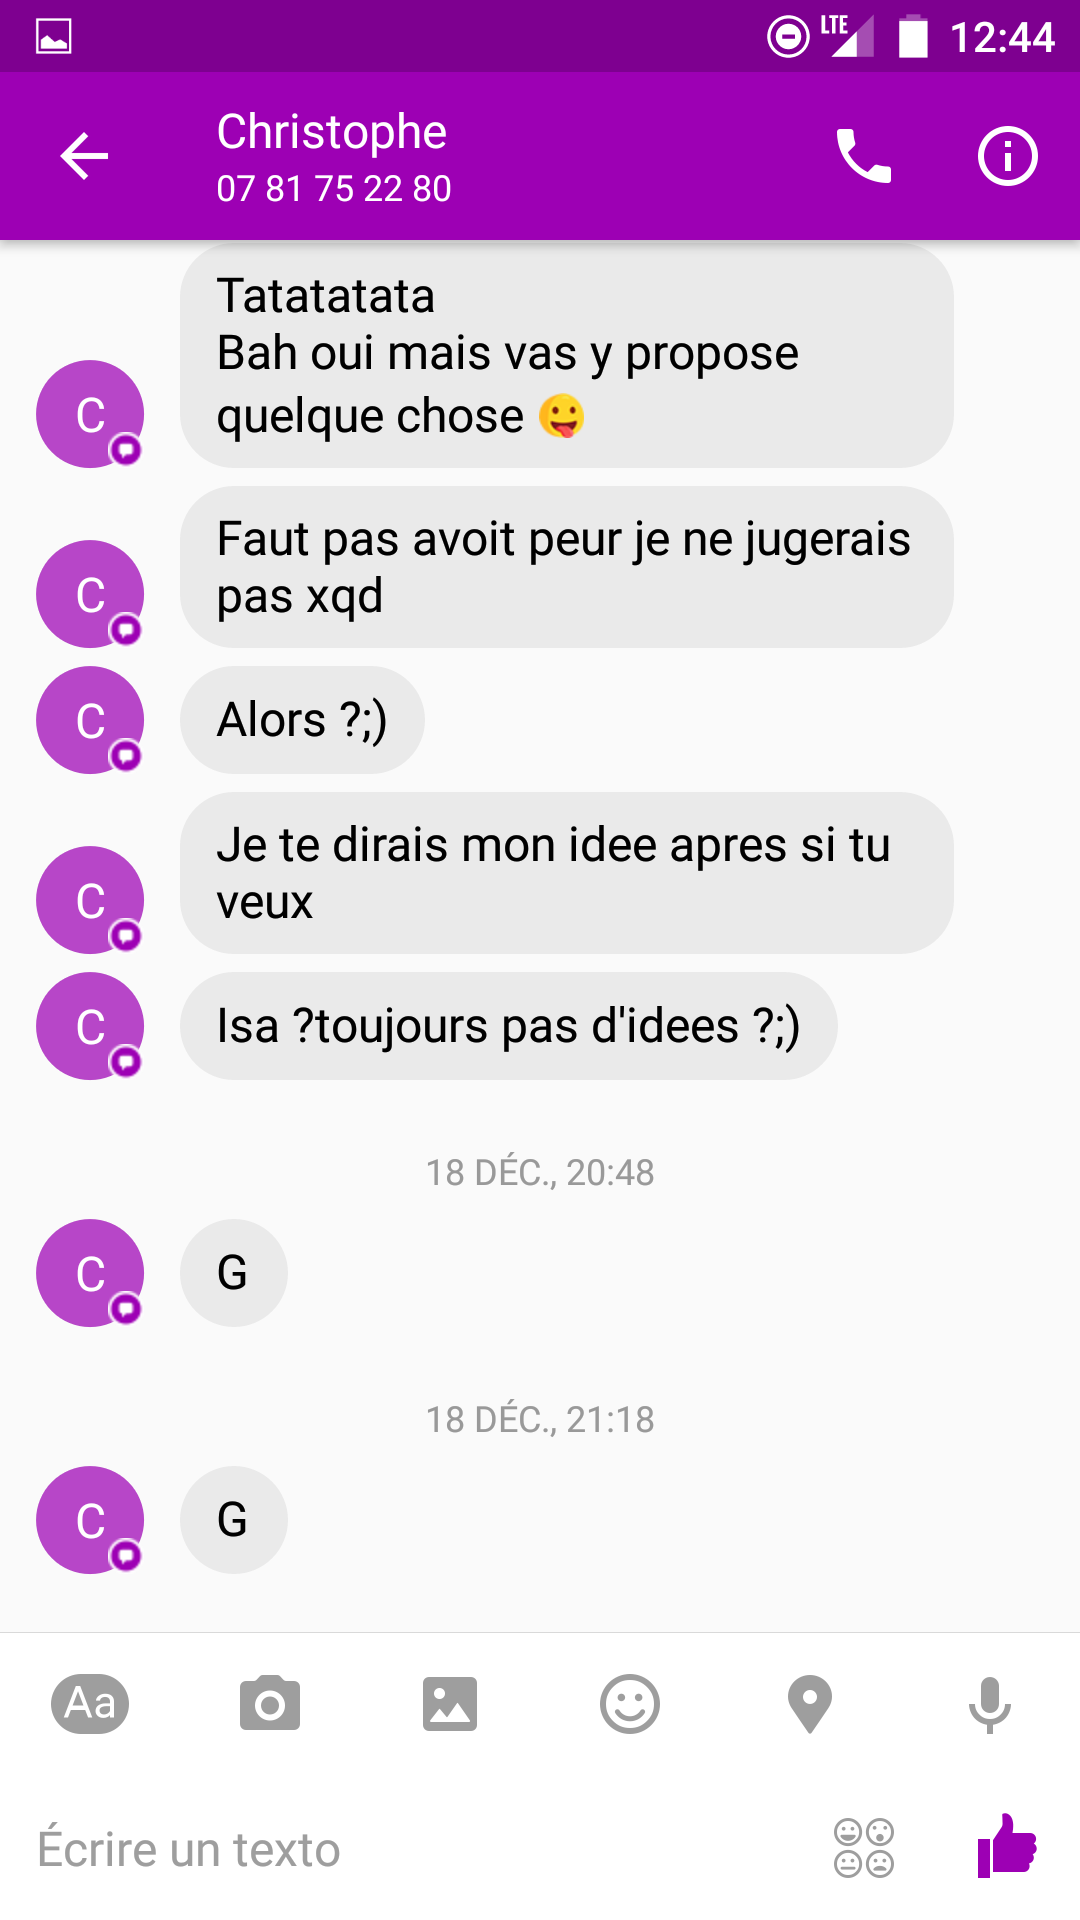 LTE 12:44
Christophe
07 81 75 22 80
Tatatatata
Bah oui mais vas y propose
quelque chose 😛
C
Faut pas avoit peur je ne jugerais
pas xqd
C
Alors ?;)
C
Je te dirais mon idee apres si tu
veux
C
Isa ?toujours pas d'idees ?;)
C
18 DÉC., 20:48
C
G
18 DÉC., 21:18
C
G
Aa
Écrire un texto